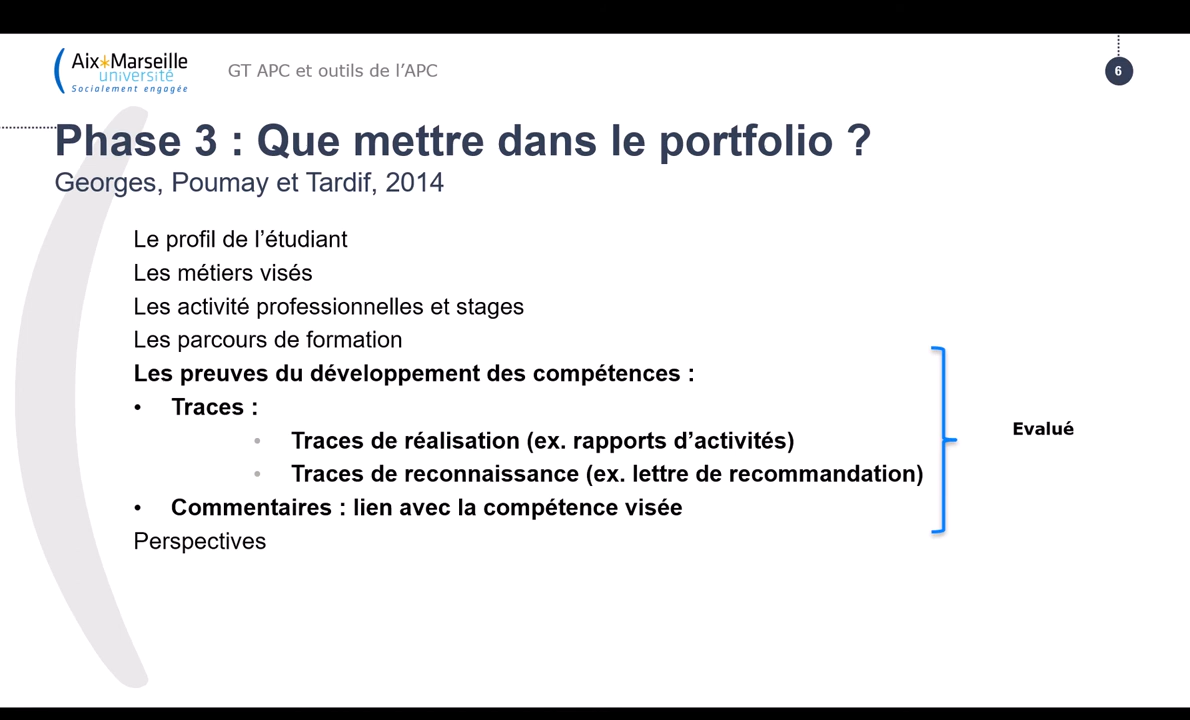 Aix*Marseille
université
Socialement engagée
GT APC et outils de l’APC
6
Phase 3 : Que mettre dans le portfolio ?
Georges, Poumay et Tardif, 2014
Le profil de l’étudiant
Les métiers visés
Les activité professionnelles et stages
Les parcours de formation
Les preuves du développement des compétences :
• Traces :
• Traces de réalisation (ex. rapports d’activités)
• Traces de reconnaissance (ex. lettre de recommandation)
• Commentaires : lien avec la compétence visée
Perspectives
Evalué